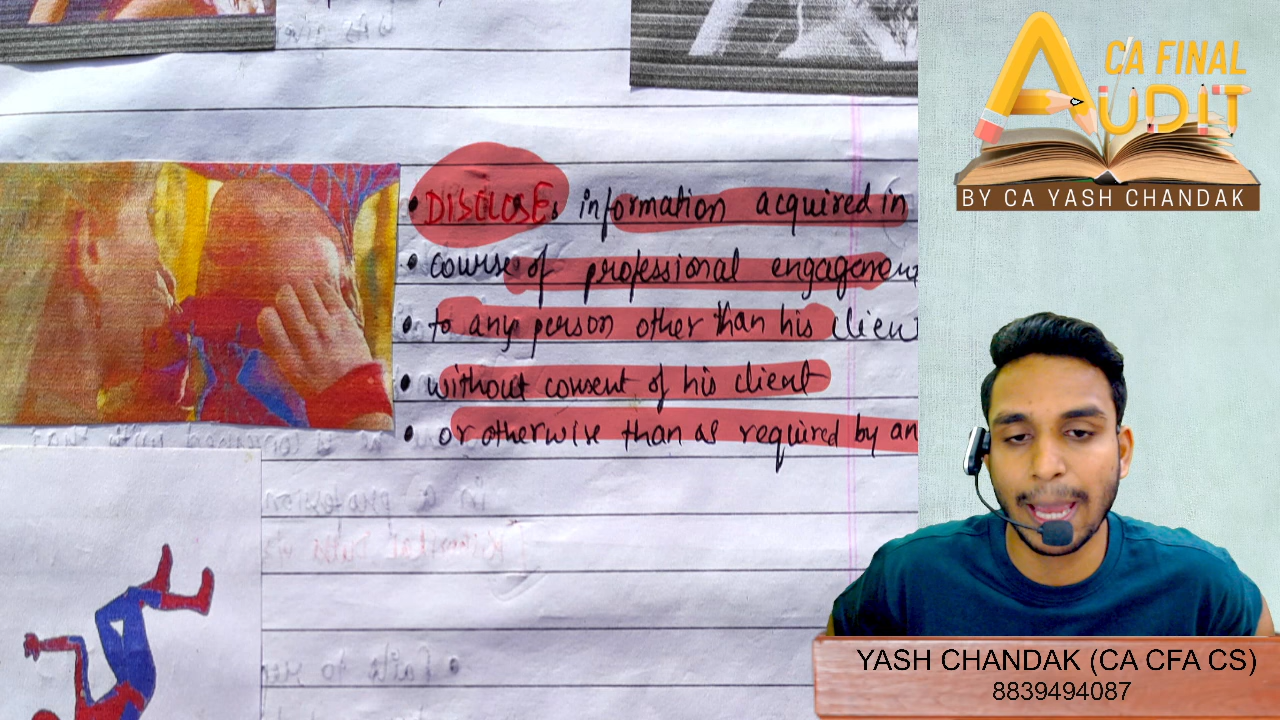 CA FINAL
AUDIT
BY CA YASH CHANDAK
• DISCLOSEs information acquired in
• course of professional engagement
• to any person other than his client
• without consent of his client
• or otherwise than as required by an
YASH CHANDAK (CA CFA CS)
8839494087